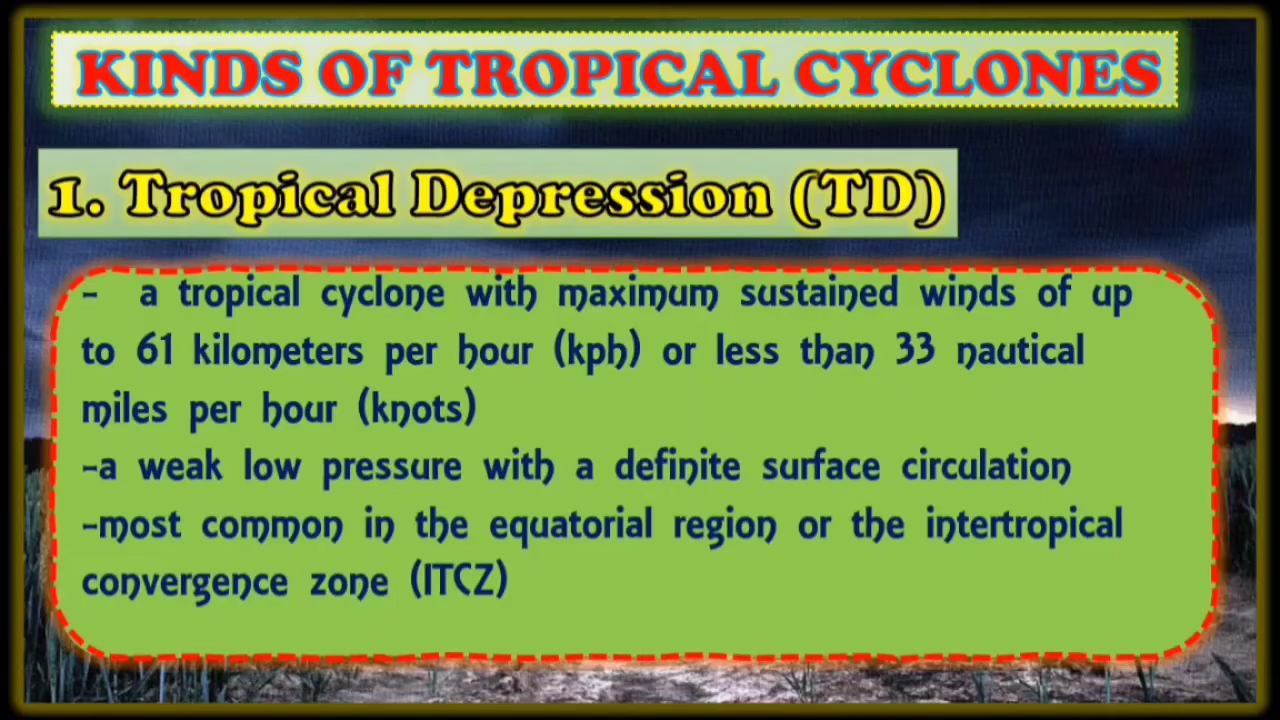 KINDS OF TROPICAL CYCLONES
1. Tropical Depression (TD)
- a tropical cyclone with maximum sustained winds of up
to 61 kilometers per hour (kph) or less than 33 nautical
miles per hour (knots)
-a weak low pressure with a definite surface circulation
-most common in the equatorial region or the intertropical
convergence zone (ITCZ)